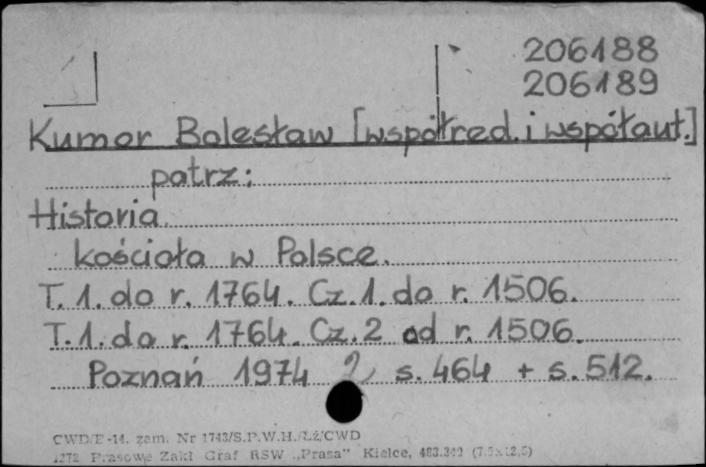 206188
206189
Kumor Bolesław [współred. i współaut.]
patrz:
Historia
kościoła w Polsce.
T. 1. do r. 1764. Cz. 1. do r. 1506.
T. 1. do r. 1764. Cz. 2 od r. 1506.
Poznań 1974 2 s. 464 + s. 512.
CWD/E-14. zam. Nr 1743/S.P.W.H./ŁŻ/CWD
Prasowe Zakł Graf RSW „Prasa” Kielce,